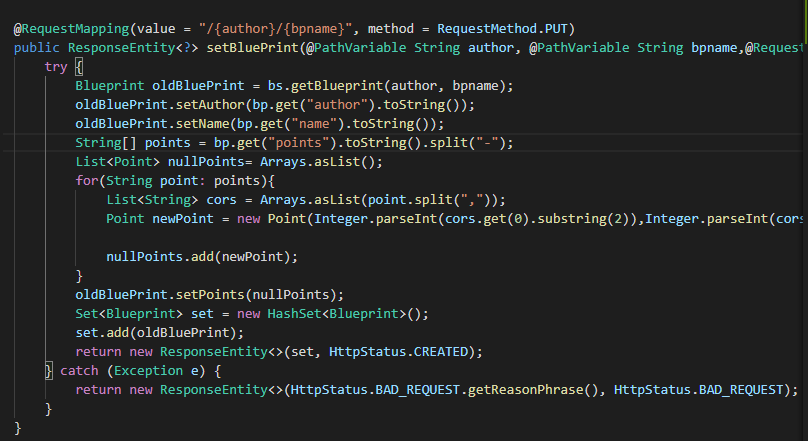 @RequestMapping(value = "/{author}/{bpname}", method = RequestMethod.PUT)
public ResponseEntity<?> setBluePrint(@PathVariable String author, @PathVariable String bpname,@Request
try {
Blueprint oldBluePrint = bs.getBlueprint(author, bpname);
oldBluePrint.setAuthor(bp.get("author").toString());
oldBluePrint.setName(bp.get("name").toString());
String[] points = bp.get("points").toString().split("-");
List<Point> nullPoints= Arrays.asList();
for(String point: points){
List<String> cors = Arrays.asList(point.split(","));
Point newPoint = new Point(Integer.parseInt(cors.get(0).substring(2)),Integer.parseInt(cors
nullPoints.add(newPoint);
}
oldBluePrint.setPoints(nullPoints);
Set<Blueprint> set = new HashSet<Blueprint>();
set.add(oldBluePrint);
return new ResponseEntity<>(set, HttpStatus.CREATED);
} catch (Exception e) {
return new ResponseEntity<>(HttpStatus.BAD_REQUEST.getReasonPhrase(), HttpStatus.BAD_REQUEST);
}
}